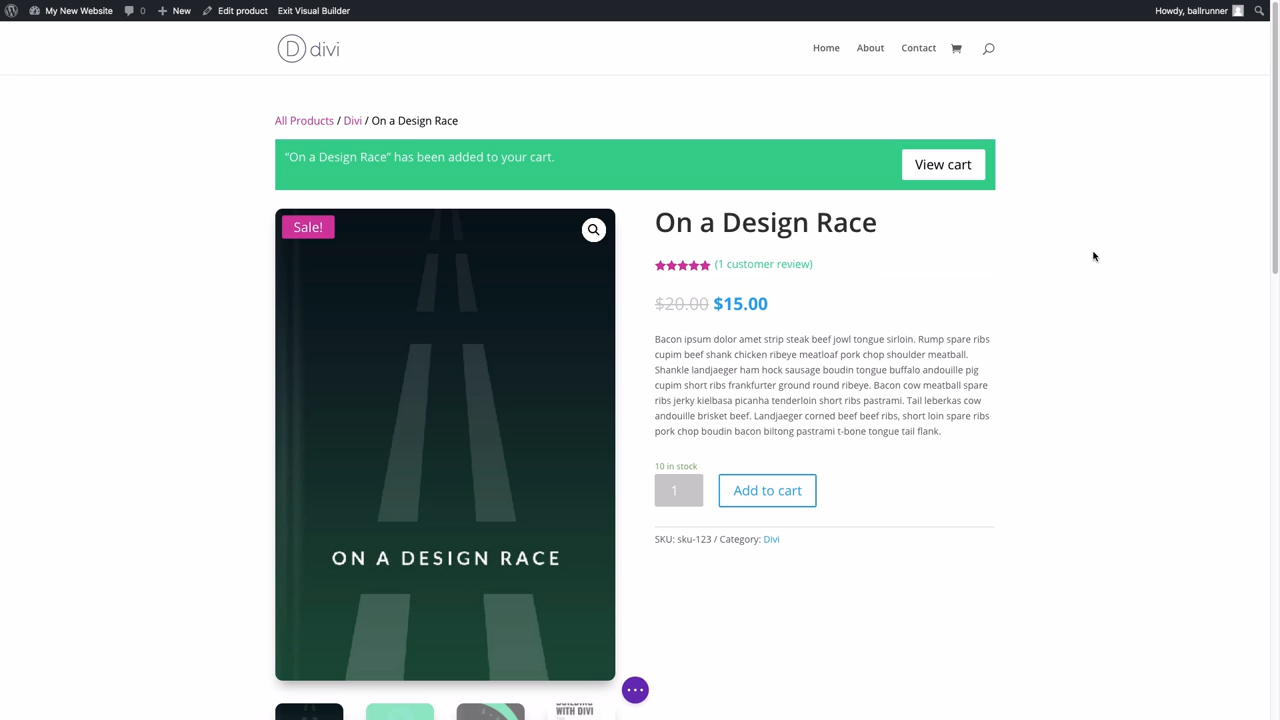 My New Website 0 New Edit product Exit Visual Builder Howdy, ballrunner
D divi Home About Contact
All Products / Divi / On a Design Race
“On a Design Race” has been added to your cart. View cart
Sale!
On a Design Race
(1 customer review)
$20.00 $15.00
Bacon ipsum dolor amet strip steak beef jowl tongue sirloin. Rump spare ribs
cupim beef shank chicken ribeye meatloaf pork chop shoulder meatball.
Shankle landjaeger ham hock sausage boudin tongue buffalo andouille pig
cupim short ribs frankfurter ground round ribeye. Bacon cow meatball spare
ribs jerky kielbasa picanha tenderloin short ribs pastrami. Tail leberkas cow
andouille brisket beef. Landjaeger corned beef beef ribs, short loin spare ribs
pork chop boudin bacon biltong pastrami t-bone tongue tail flank.
10 in stock
1 Add to cart
SKU: sku-123 / Category: Divi
ON A DESIGN RACE
WITH DIVI